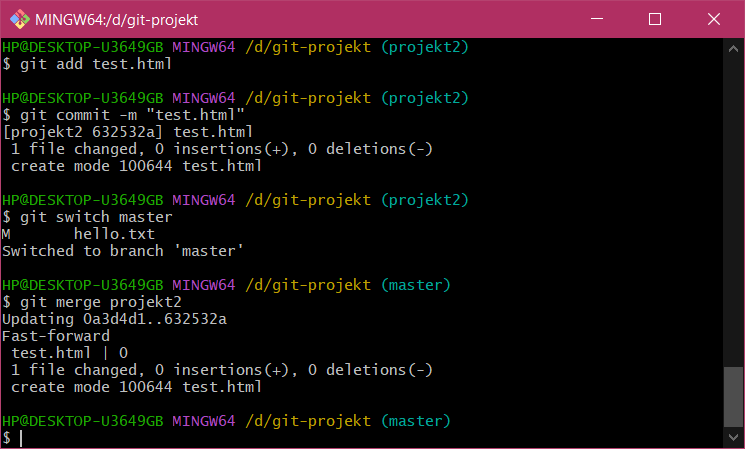 MINGW64:/d/git-projekt
HP@DESKTOP-U3649GB MINGW64 /d/git-projekt (projekt2)
$ git add test.html
HP@DESKTOP-U3649GB MINGW64 /d/git-projekt (projekt2)
$ git commit -m "test.html"
[projekt2 632532a] test.html
 1 file changed, 0 insertions(+), 0 deletions(-)
 create mode 100644 test.html
HP@DESKTOP-U3649GB MINGW64 /d/git-projekt (projekt2)
$ git switch master
M       hello.txt
Switched to branch 'master'
HP@DESKTOP-U3649GB MINGW64 /d/git-projekt (master)
$ git merge projekt2
Updating 0a3d4d1..632532a
Fast-forward
 test.html | 0
 1 file changed, 0 insertions(+), 0 deletions(-)
 create mode 100644 test.html
HP@DESKTOP-U3649GB MINGW64 /d/git-projekt (master)
$